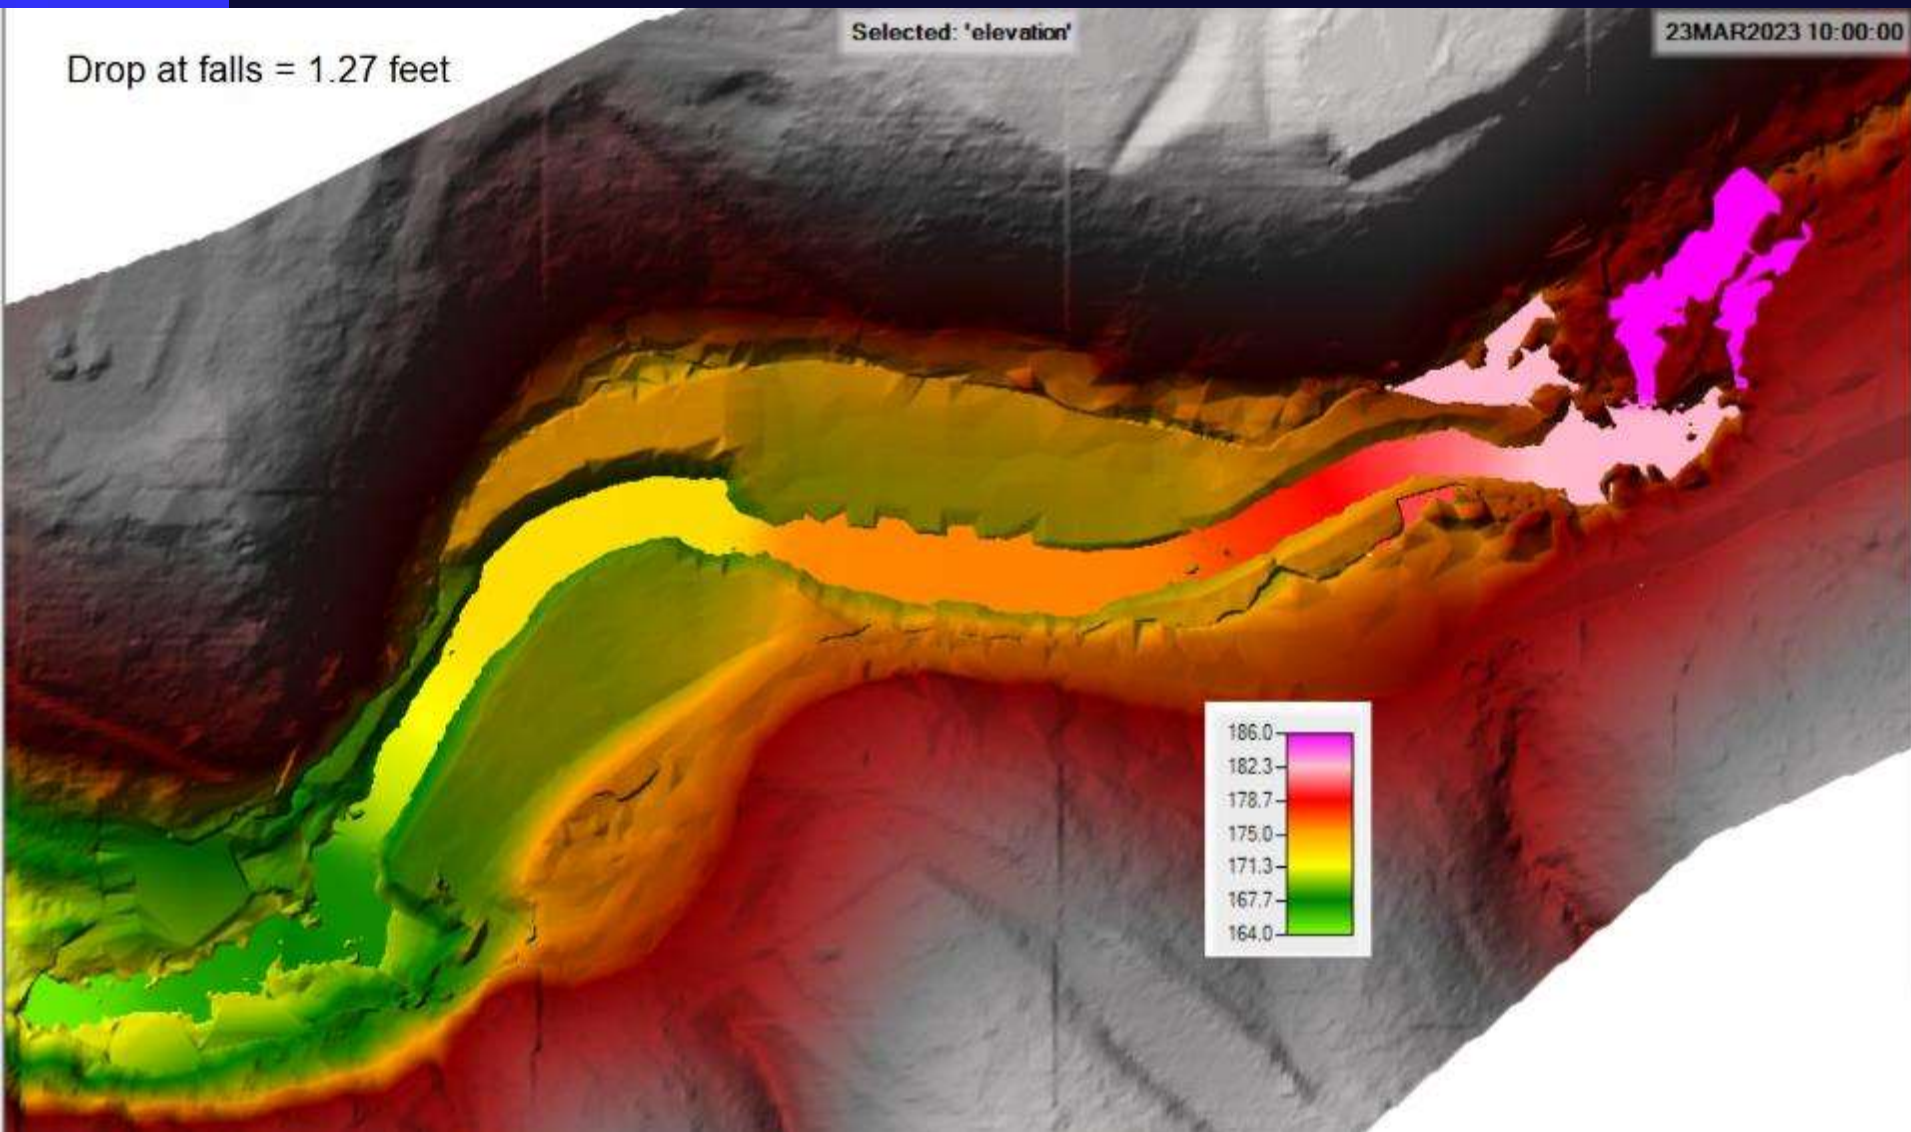 Selected: 'elevation'
23MAR2023 10:00:00
Drop at falls = 1.27 feet
186.0
182.3
178.7
175.0
171.3
167.7
164.0